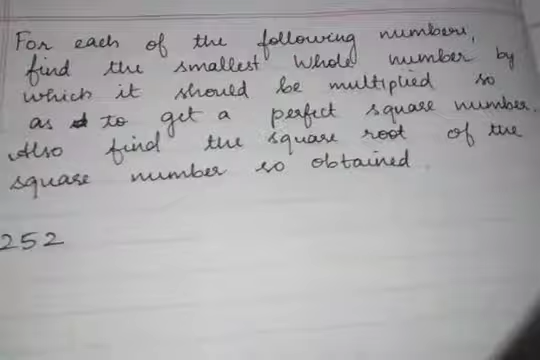 For each of the following numbers,
find the smallest whole number by
which it should be multiplied so
as to get a perfect square number.
Also find the square root of the
square number so obtained
252